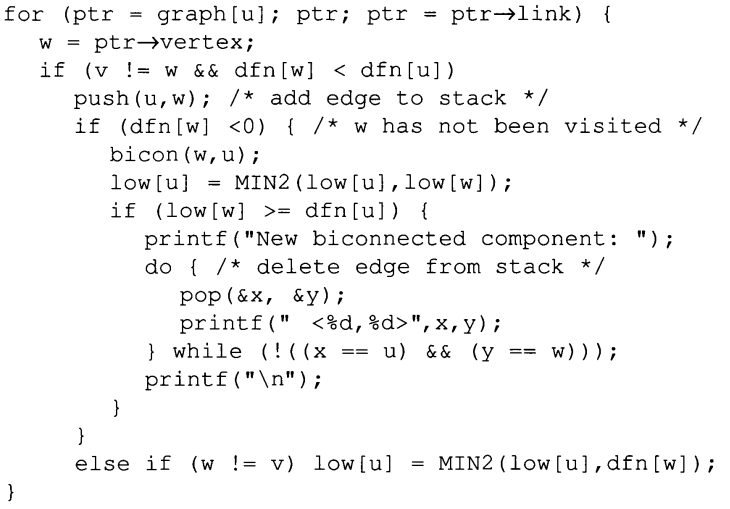 for (ptr = graph[u]; ptr; ptr = ptr→link) {
w = ptr→vertex;
if (v != w && dfn[w] < dfn[u])
push(u,w); /* add edge to stack */
if (dfn[w] <0) { /* w has not been visited */
bicon(w,u);
low[u] = MIN2(low[u],low[w]);
if (low[w] >= dfn[u]) {
printf("New biconnected component: ");
do { /* delete edge from stack */
pop(&x, &y);
printf(" <%d,%d>",x,y);
} while (!((x == u) && (y == w)));
printf("\n");
}
}
else if (w != v) low[u] = MIN2(low[u],dfn[w]);
}